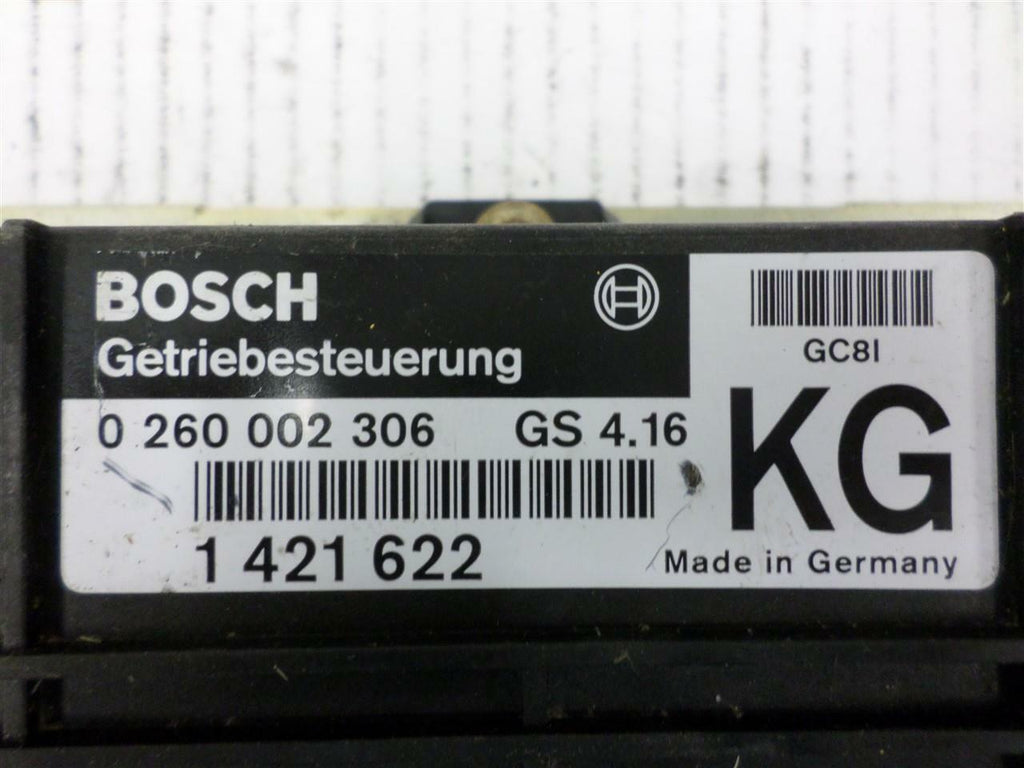 BOSCH
Getriebesteuerung
0 260 002 306 GS 4.16
1 421 622
GC8I
KG
Made in Germany